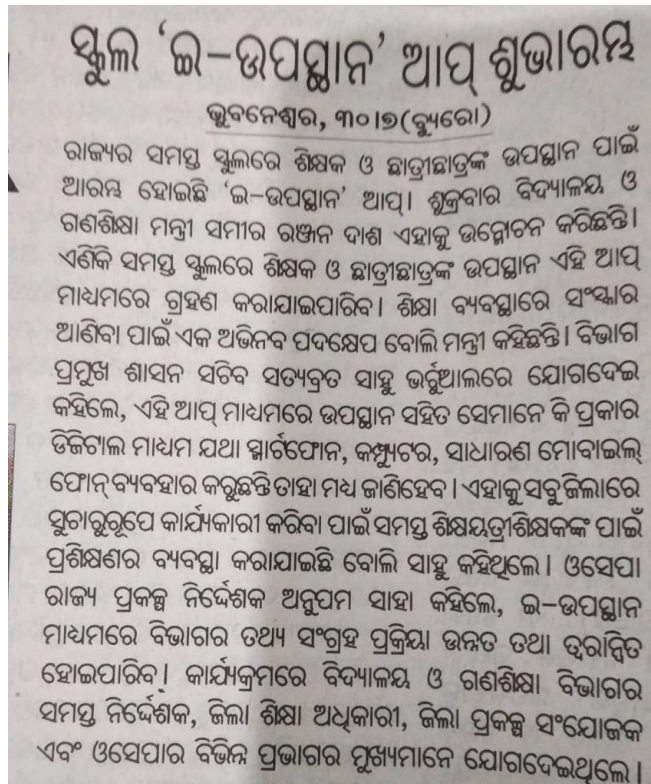 ସ୍କୁଲ ‘ଇ-ଉପସ୍ଥାନ’ ଆପ୍ ଶୁଭାରମ୍ଭ
ଭୁବନେଶ୍ୱର, ୩୦।୭(ବ୍ୟୁରୋ)
ରାଜ୍ୟର ସମସ୍ତ ସ୍କୁଲରେ ଶିକ୍ଷକ ଓ ଛାତ୍ରୀଛାତ୍ରଙ୍କ ଉପସ୍ଥାନ ପାଇଁ
ଆରମ୍ଭ ହୋଇଛି ‘ଇ-ଉପସ୍ଥାନ’ ଆପ୍। ଶୁକ୍ରବାର ବିଦ୍ୟାଳୟ ଓ
ଗଣଶିକ୍ଷା ମନ୍ତ୍ରୀ ସମୀର ରଞ୍ଜନ ଦାଶ ଏହାକୁ ଉନ୍ମୋଚନ କରିଛନ୍ତି।
ଏଣିକି ସମସ୍ତ ସ୍କୁଲରେ ଶିକ୍ଷକ ଓ ଛାତ୍ରୀଛାତ୍ରଙ୍କ ଉପସ୍ଥାନ ଏହି ଆପ୍
ମାଧ୍ୟମରେ ଗ୍ରହଣ କରାଯାଇପାରିବ। ଶିକ୍ଷା ବ୍ୟବସ୍ଥାରେ ସଂସ୍କାର
ଆଣିବା ପାଇଁ ଏକ ଅଭିନବ ପଦକ୍ଷେପ ବୋଲି ମନ୍ତ୍ରୀ କହିଛନ୍ତି। ବିଭାଗ
ପ୍ରମୁଖ ଶାସନ ସଚିବ ସତ୍ୟବ୍ରତ ସାହୁ ଭର୍ଚୁଆଲରେ ଯୋଗଦେଇ
କହିଲେ, ଏହି ଆପ୍ ମାଧ୍ୟମରେ ଉପସ୍ଥାନ ସହିତ ସେମାନେ କି ପ୍ରକାର
ଡିଜିଟାଲ ମାଧ୍ୟମ ଯଥା ସ୍ମାର୍ଟଫୋନ, କମ୍ପ୍ୟୁଟର, ସାଧାରଣ ମୋବାଇଲ୍
ଫୋନ୍ ବ୍ୟବହାର କରୁଛନ୍ତି ତାହା ମଧ୍ୟ ଜାଣିହେବ। ଏହାକୁ ସବୁ ଜିଲାରେ
ସୁଚାରୁରୂପେ କାର୍ଯ୍ୟକାରୀ କରିବା ପାଇଁ ସମସ୍ତ ଶିକ୍ଷୟତ୍ରୀଶିକ୍ଷକଙ୍କ ପାଇଁ
ପ୍ରଶିକ୍ଷଣର ବ୍ୟବସ୍ଥା କରାଯାଇଛି ବୋଲି ସାହୁ କହିଥିଲେ। ଓସେପା
ରାଜ୍ୟ ପ୍ରକଳ୍ପ ନିର୍ଦ୍ଦେଶକ ଅନୁପମ ସାହା କହିଲେ, ଇ-ଉପସ୍ଥାନ
ମାଧ୍ୟମରେ ବିଭାଗର ତଥ୍ୟ ସଂଗ୍ରହ ପ୍ରକ୍ରିୟା ଉନ୍ନତ ତଥା ତ୍ୱରାନ୍ୱିତ
ହୋଇପାରିବ। କାର୍ଯ୍ୟକ୍ରମରେ ବିଦ୍ୟାଳୟ ଓ ଗଣଶିକ୍ଷା ବିଭାଗର
ସମସ୍ତ ନିର୍ଦ୍ଦେଶକ, ଜିଲା ଶିକ୍ଷା ଅଧିକାରୀ, ଜିଲା ପ୍ରକଳ୍ପ ସଂଯୋଜକ
ଏବଂ ଓସେପାର ବିଭିନ୍ନ ପ୍ରଭାଗର ମୁଖ୍ୟମାନେ ଯୋଗଦେଇଥିଲେ।